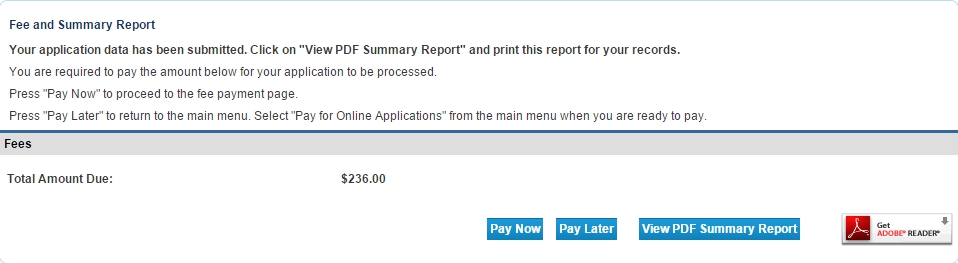 Fee and Summary Report
Your application data has been submitted. Click on "View PDF Summary Report" and print this report for your records.
You are required to pay the amount below for your application to be processed.
Press "Pay Now" to proceed to the fee payment page.
Press "Pay Later" to return to the main menu. Select "Pay for Online Applications" from the main menu when you are ready to pay.
Fees
Total Amount Due: $236.00
Pay Now Pay Later View PDF Summary Report
Get
ADOBE® READER®